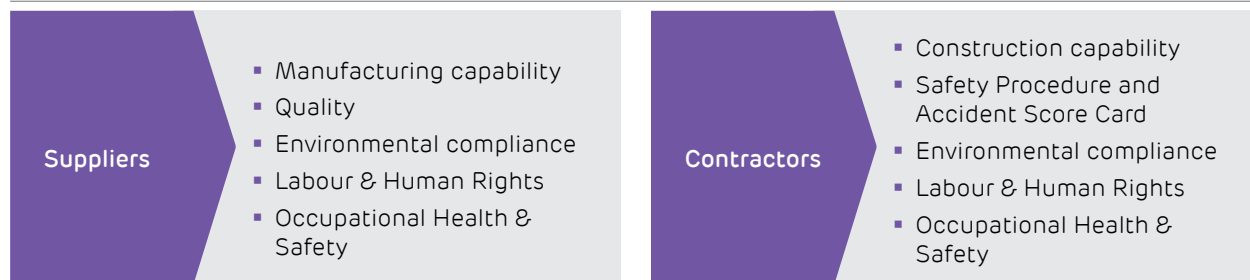 Suppliers
▪ Manufacturing capability
▪ Quality
▪ Environmental compliance
▪ Labour & Human Rights
▪ Occupational Health &
Safety
Contractors
▪ Construction capability
▪ Safety Procedure and
Accident Score Card
▪ Environmental compliance
▪ Labour & Human Rights
▪ Occupational Health &
Safety